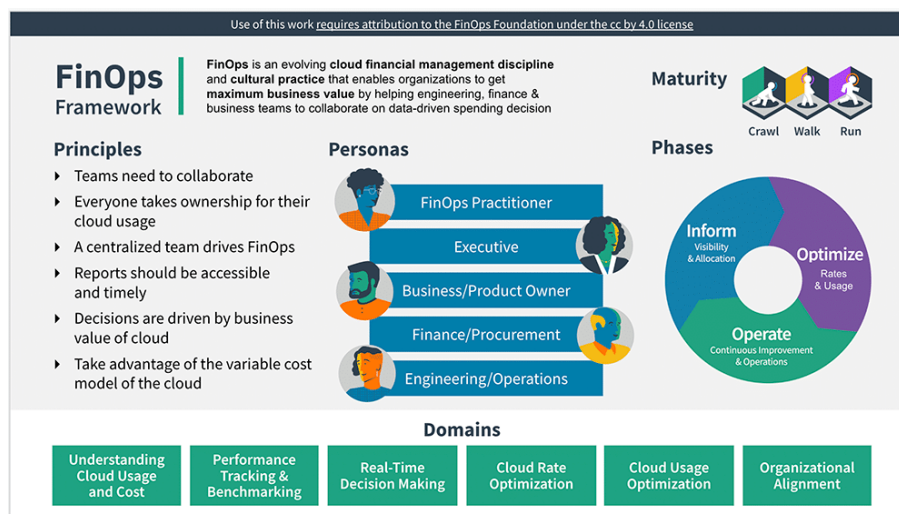 Use of this work requires attribution to the FinOps Foundation under the cc by 4.0 license
FinOps
Framework
FinOps is an evolving cloud financial management discipline
and cultural practice that enables organizations to get
maximum business value by helping engineering, finance &
business teams to collaborate on data-driven spending decision
Maturity
Crawl
Walk
Run
Principles
Teams need to collaborate
Everyone takes ownership for their
cloud usage
A centralized team drives FinOps
Reports should be accessible
and timely
Decisions are driven by business
value of cloud
Take advantage of the variable cost
model of the cloud
Personas
FinOps Practitioner
Executive
Business/Product Owner
Finance/Procurement
Engineering/Operations
Phases
Inform
Visibility
& Allocation
Optimize
Rates
& Usage
Operate
Continuous Improvement
& Operations
Domains
Understanding
Cloud Usage
and Cost
Performance
Tracking &
Benchmarking
Real-Time
Decision Making
Cloud Rate
Optimization
Cloud Usage
Optimization
Organizational
Alignment